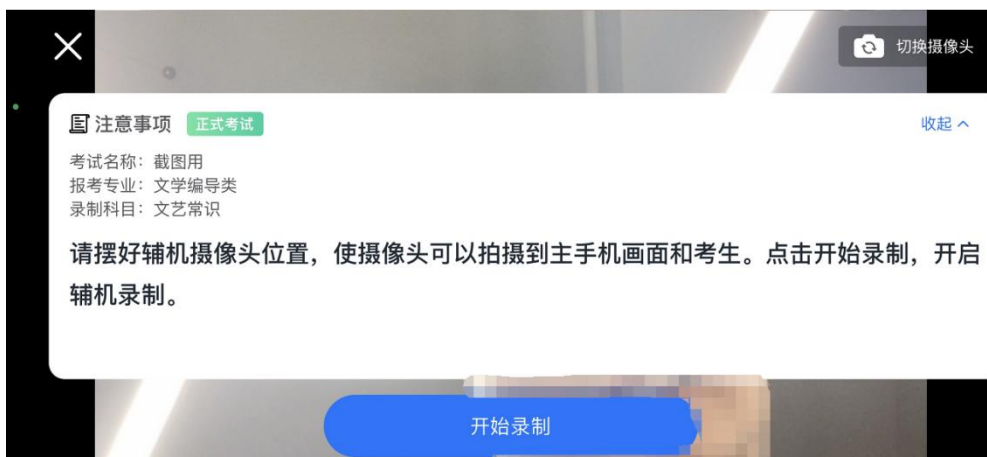 切换摄像头
注意事项 正式考试 收起
考试名称：截图用
报考专业：文学编导类
录制科目：文艺常识
请摆好辅机摄像头位置，使摄像头可以拍摄到主手机画面和考生。点击开始录制，开启
辅机录制。
开始录制